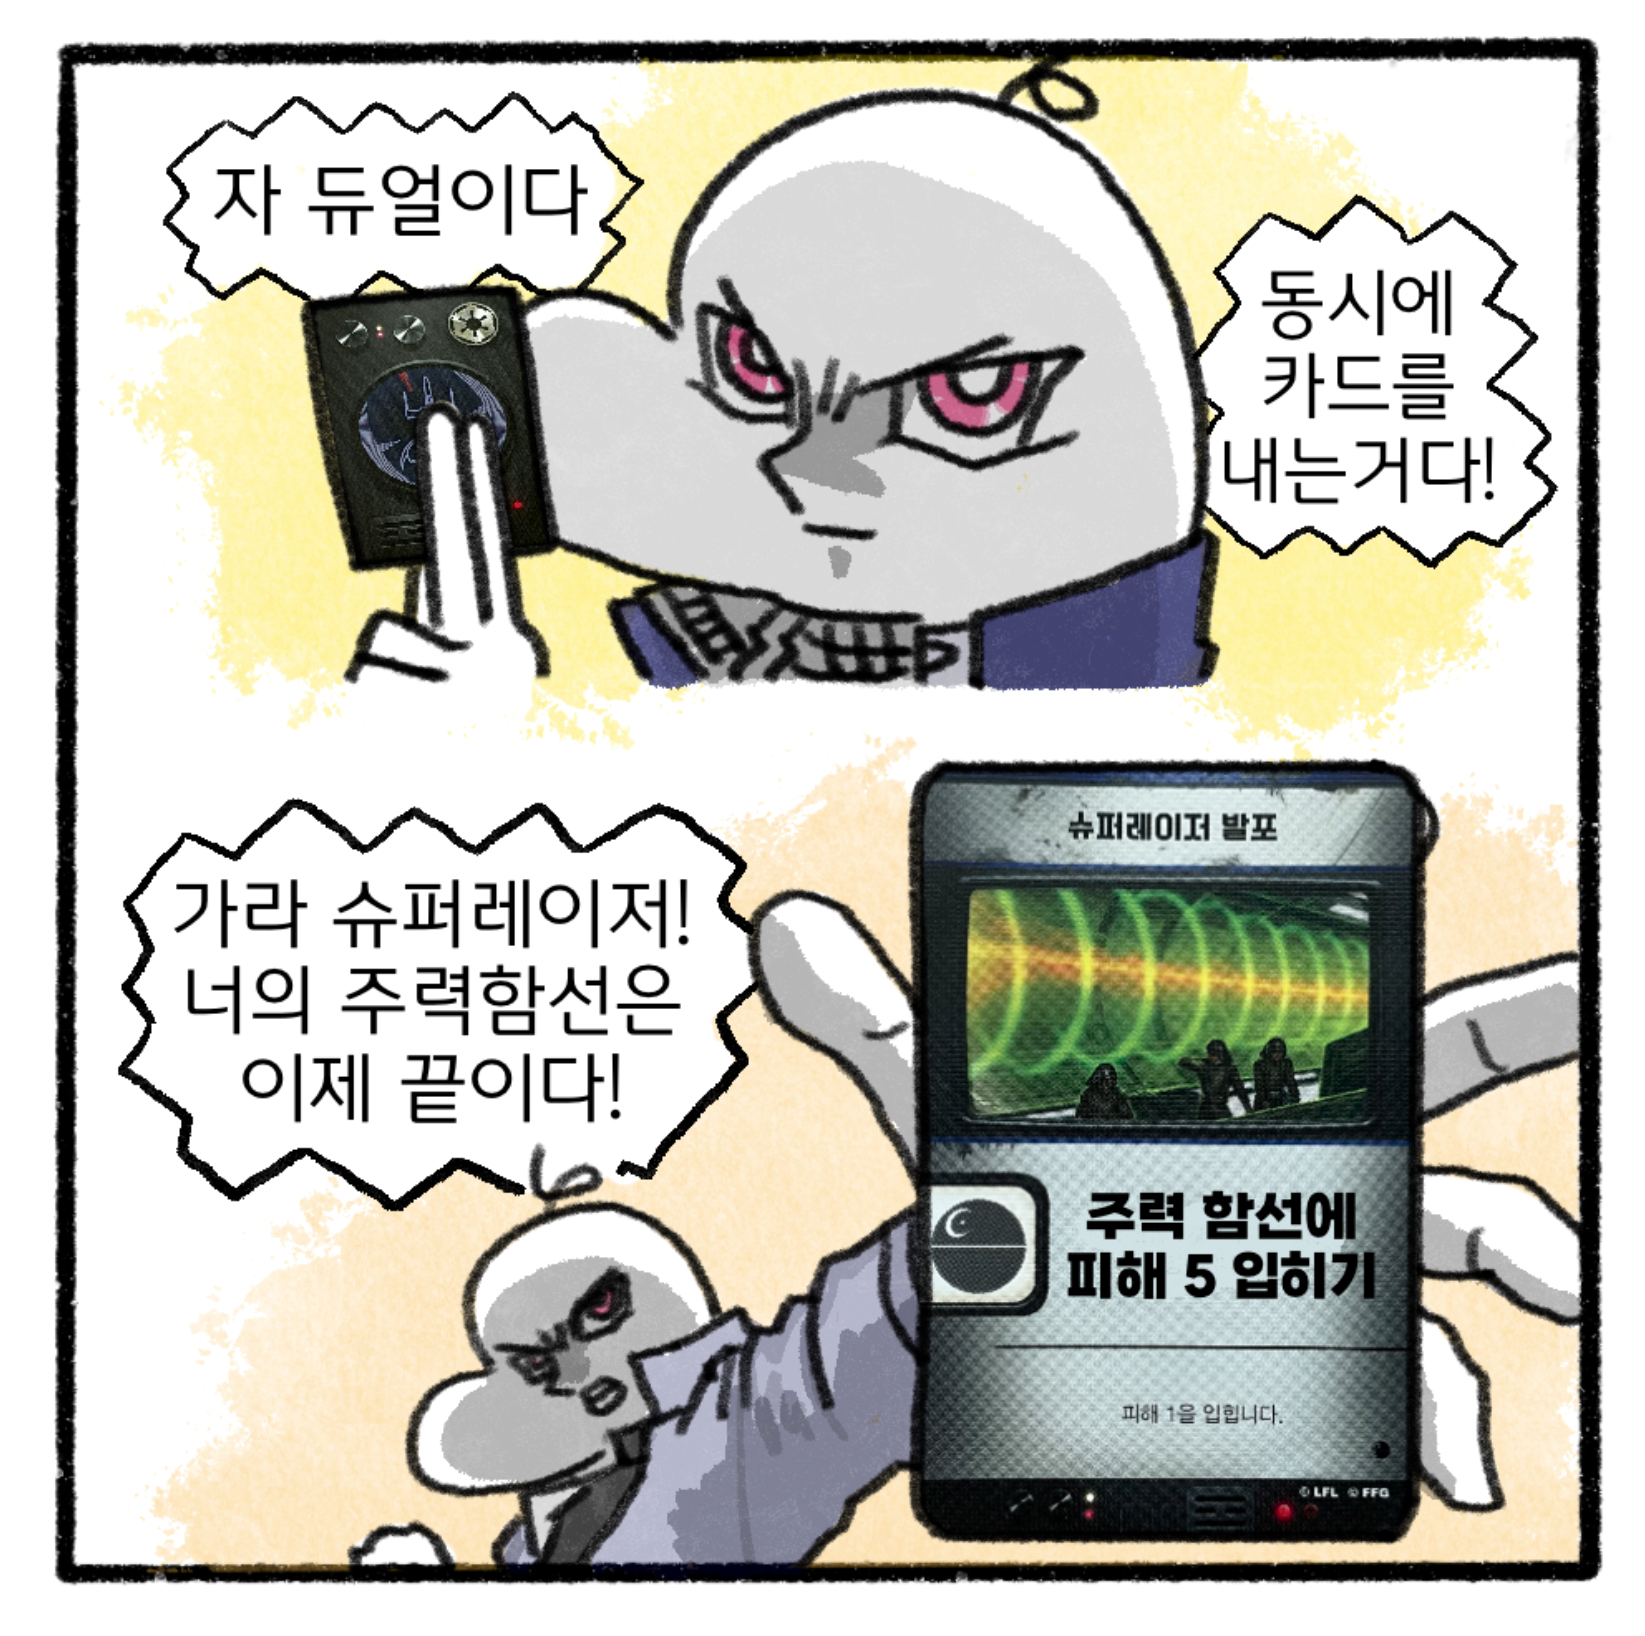 자 듀얼이다
동시에
카드를
내는거다!
가라 슈퍼레이저!
너의 주력함선은
이제 끝이다!
슈퍼레이저 발포
주력 함선에
피해 5 입히기
피해 1을 입힙니다.
© LFL © FFG